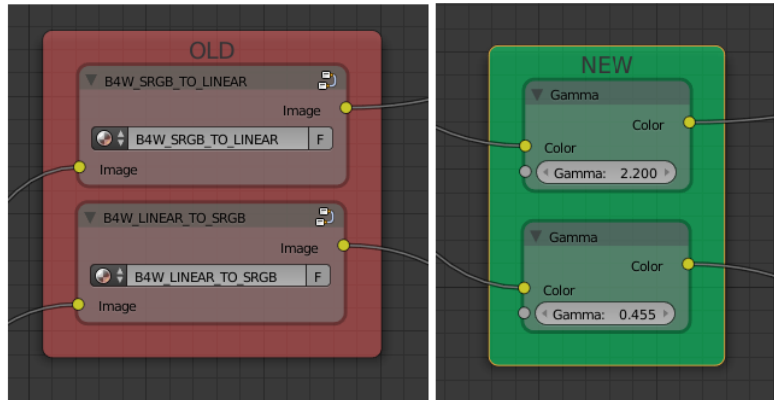 OLD
B4W_SRGB_TO_LINEAR
Image
B4W_SRGB_TO_LINEAR F
Image
B4W_LINEAR_TO_SRGB
Image
B4W_LINEAR_TO_SRGB F
Image
NEW
Gamma
Color
Color
Gamma: 2.200
Gamma
Color
Color
Gamma: 0.455